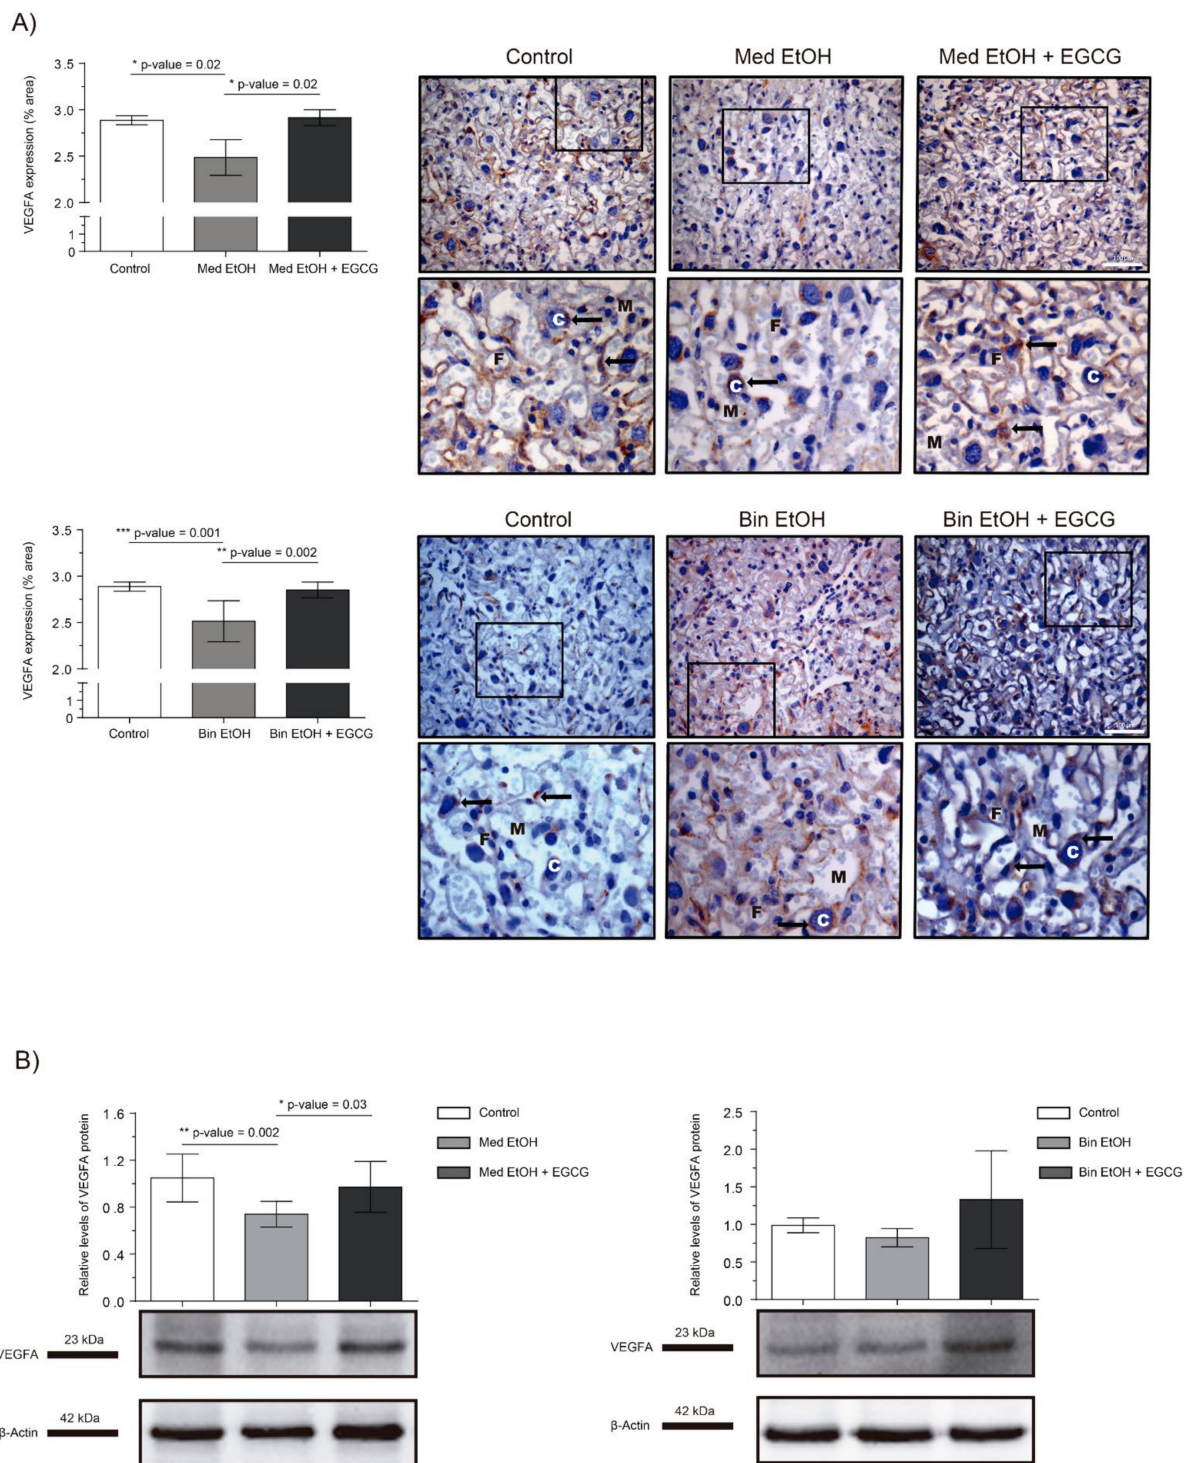 A)
VEGFA expression (% area)
3.5
3.0
2.5
2.0
1
0
* p-value = 0.02
* p-value = 0.02
Control
Med EtOH
Med EtOH + EGCG
Control
Med EtOH
Med EtOH + EGCG
C
M
F
F
C
M
F
C
M
VEGFA expression (% area)
3.5
3.0
2.5
2.0
1
0
*** p-value = 0.001
** p-value = 0.002
Control
Bin EtOH
Bin EtOH + EGCG
Control
Bin EtOH
Bin EtOH + EGCG
F
M
C
M
F
C
F
M
C
B)
Relative levels of VEGFA protein
1.6
1.2
0.8
0.4
0.0
* p-value = 0.03
** p-value = 0.002
Control
Med EtOH
Med EtOH + EGCG
23 kDa
VEGFA
42 kDa
β-Actin
Relative levels of VEGFA protein
2.5
2.0
1.5
1.0
0.5
0.0
Control
Bin EtOH
Bin EtOH + EGCG
23 kDa
VEGFA
42 kDa
β-Actin